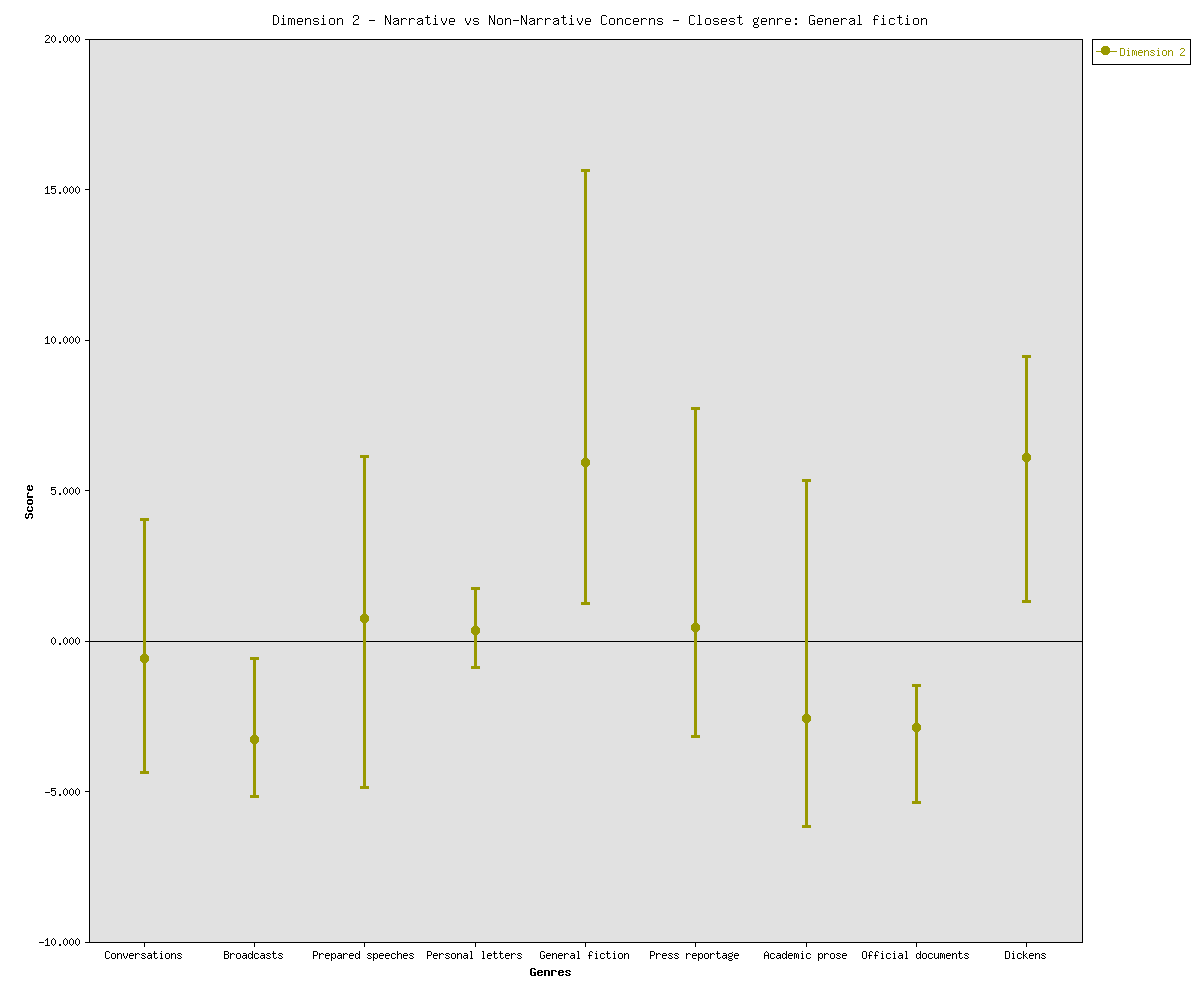 Dimension 2 - Narrative vs Non-Narrative Concerns - Closest genre: General fiction
Dimension 2
20.000
15.000
10.000
5.000
0.000
-5.000
-10.000
Score
Conversations Broadcasts Prepared speeches Personal letters General fiction Press reportage Academic prose Official documents Dickens
Genres